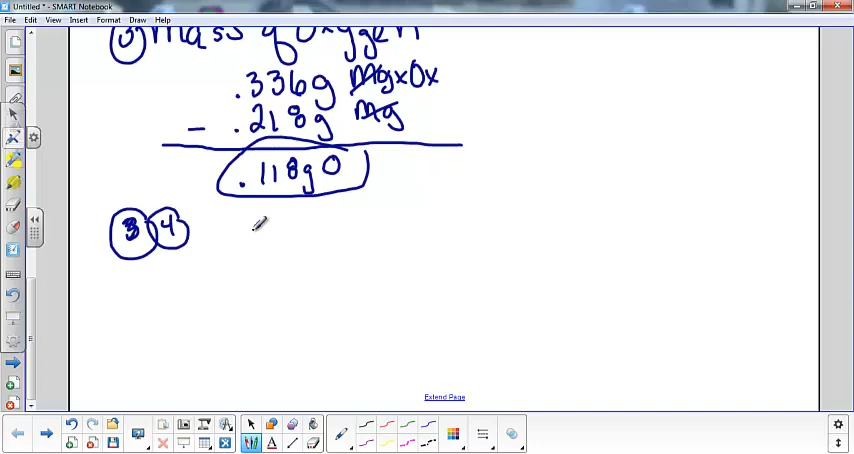 Untitled * - SMART Notebook
File Edit View Insert Format Tools Draw Help
Mass of Oxygen
.336g MgxOx
- .218g Mg
.118g O
3 4
Extend Page
A